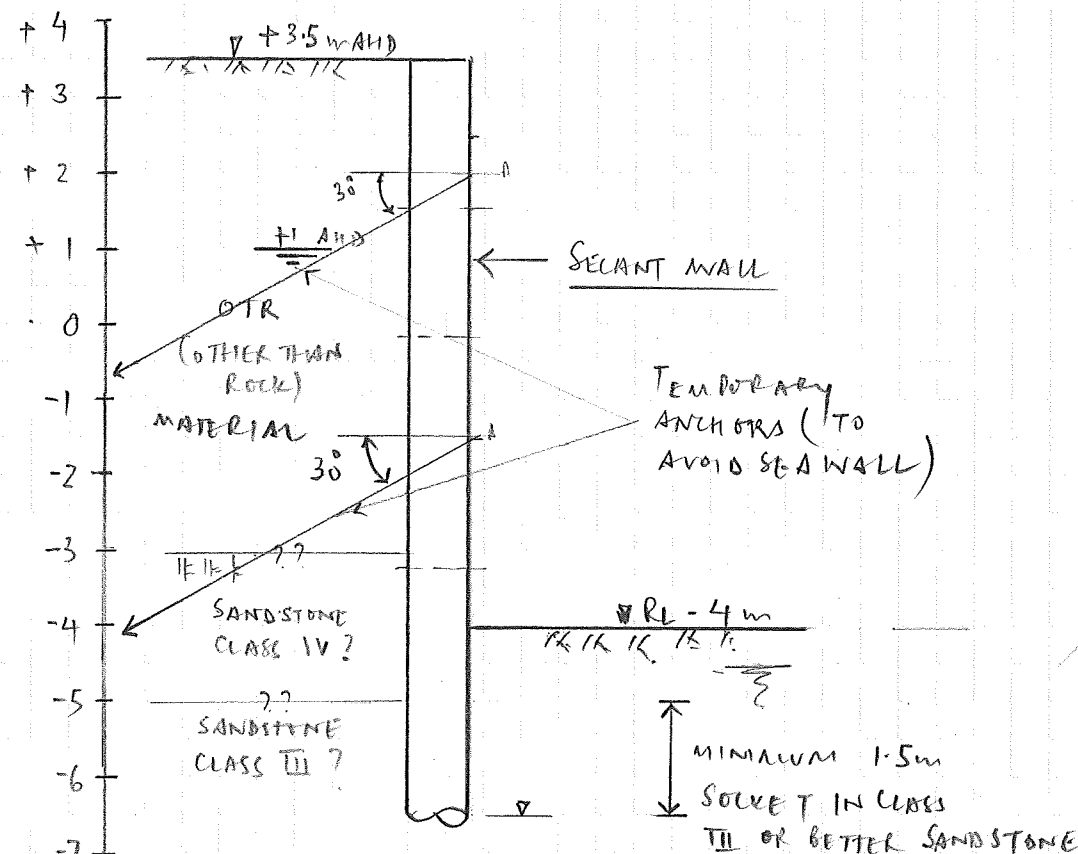 + 4
+3.5 m AHD
+ 3
+ 2
30°
+ 1
+1 AHD
SECANT WALL
0
OTR
(OTHER THAN
ROCK)
-1
MATERIAL
TEMPORARY
ANCHORS (TO
AVOID SEAWALL)
-2
30°
-3
??
SANDSTONE
CLASS IV ?
-4
RL - 4 m
-5
??
SANDSTONE
CLASS III ?
-6
MINIMUM 1.5m
SOCKET IN CLASS
III OR BETTER SANDSTONE
-7